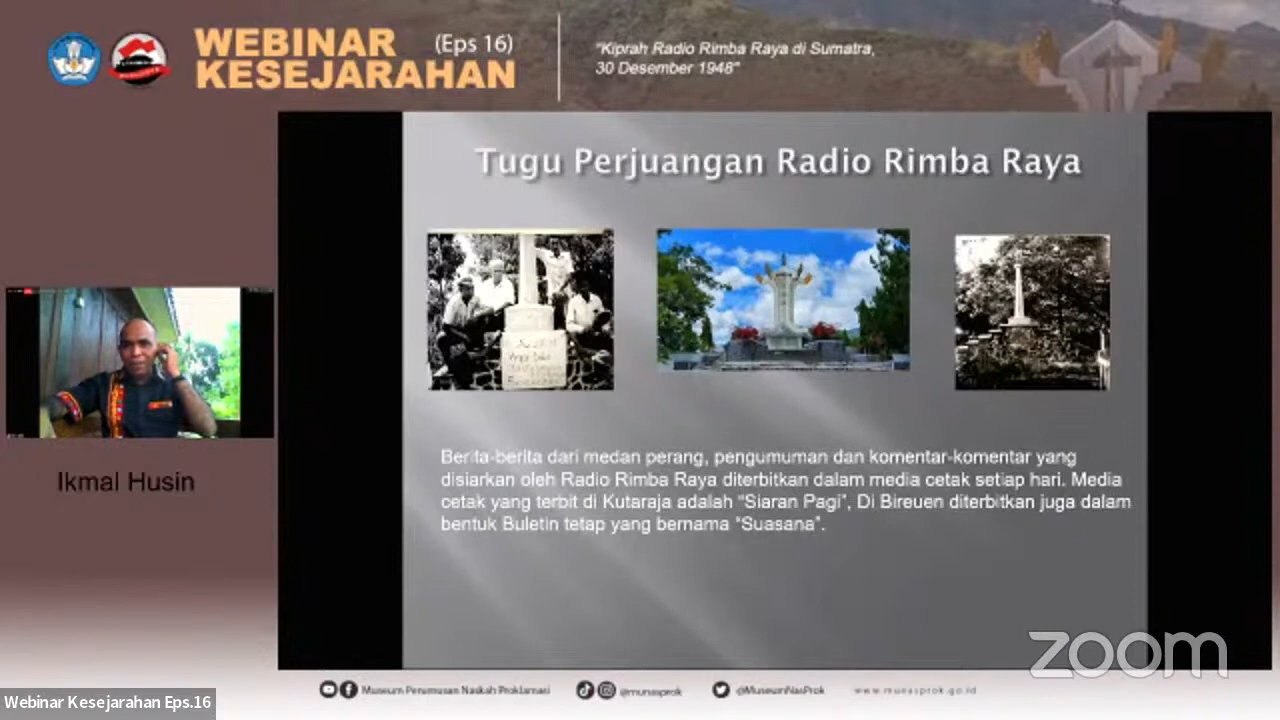 WEBINAR (Eps 16)
KESEJARAHAN
"Kiprah Radio Rimba Raya di Sumatra,
30 Desember 1948"
Tugu Perjuangan Radio Rimba Raya
Berita-berita dari medan perang, pengumuman dan komentar-komentar yang
disiarkan oleh Radio Rimba Raya diterbitkan dalam media cetak setiap hari. Media
cetak yang terbit di Kutaraja adalah "Siaran Pagi", Di Bireuen diterbitkan juga dalam
bentuk Buletin tetap yang bernama "Suasana".
Ikmal Husin
zoom
Museum Perumusan Naskah Proklamasi @munasprok @MuseumNasProk www.munasprok.go.id
Webinar Kesejarahan Eps.16